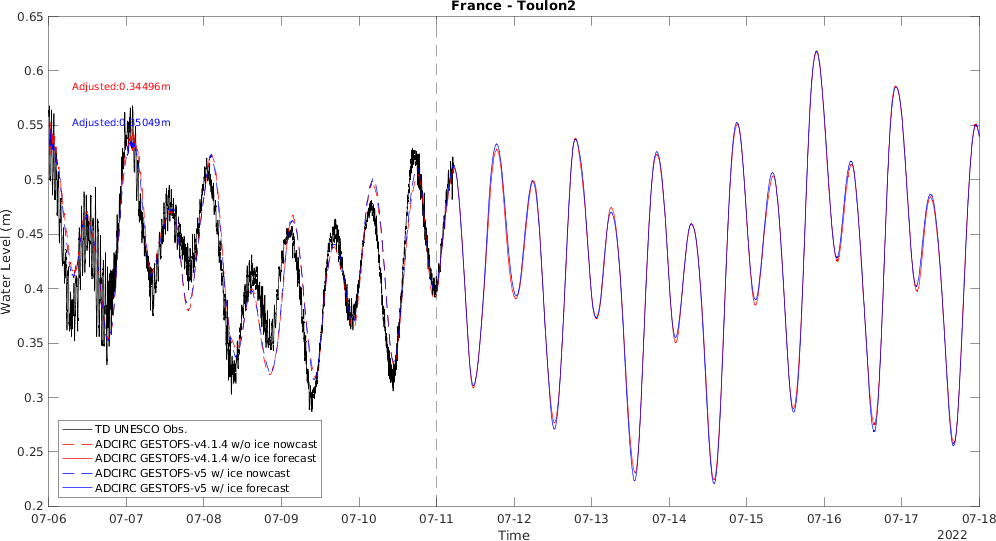 France - Toulon2
0.65
0.6
0.55
0.5
0.45
0.4
0.35
0.3
0.25
0.2
Water Level (m)
Adjusted:0.34496m
Adjusted:0.35049m
TD UNESCO Obs.
ADCIRC GESTOFS-v4.1.4 w/o ice nowcast
ADCIRC GESTOFS-v4.1.4 w/o ice forecast
ADCIRC GESTOFS-v5 w/ ice nowcast
ADCIRC GESTOFS-v5 w/ ice forecast
07-06 07-07 07-08 07-09 07-10 07-11 07-12 07-13 07-14 07-15 07-16 07-17 07-18
Time
2022